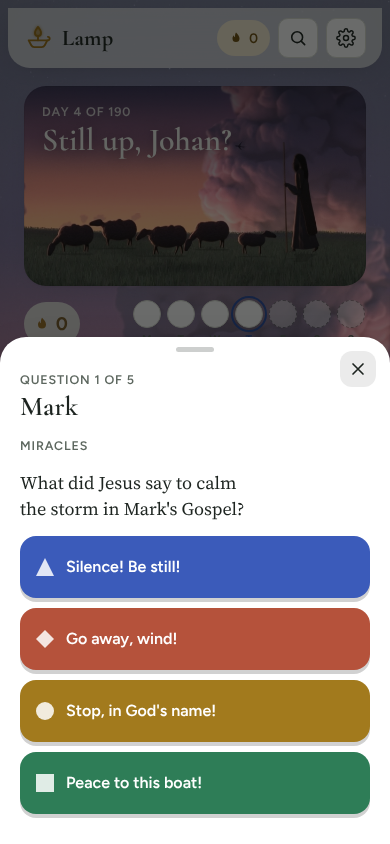 Lamp
0
DAY 4 OF 190
Still up, Johan?
0
QUESTION 1 OF 5
Mark
MIRACLES
What did Jesus say to calm
the storm in Mark's Gospel?
Silence! Be still!
Go away, wind!
Stop, in God's name!
Peace to this boat!